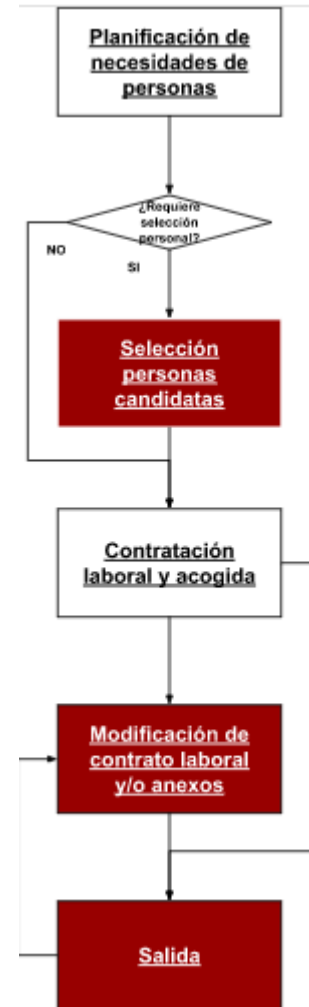 Planificación de
necesidades de
personas
¿Requiere
selección
personal?
NO
SI
Selección
personas
candidatas
Contratación
laboral y acogida
Modificación de
contrato laboral
y/o anexos
Salida